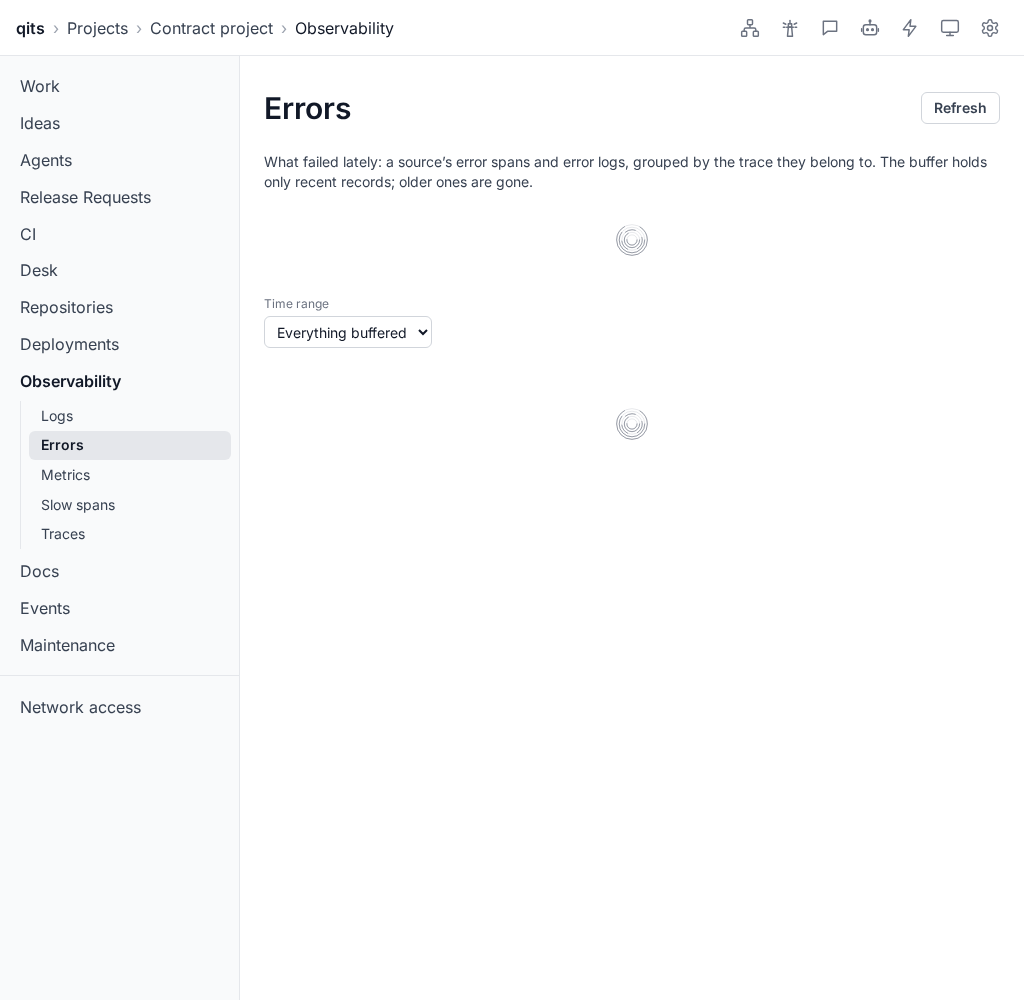 qits › Projects › Contract project › Observability
Work
Ideas
Agents
Release Requests
CI
Desk
Repositories
Deployments
Observability
Logs
Errors
Metrics
Slow spans
Traces
Docs
Events
Maintenance
Network access
Errors
Refresh
What failed lately: a source’s error spans and error logs, grouped by the trace they belong to. The buffer holds
only recent records; older ones are gone.
Time range
Everything buffered